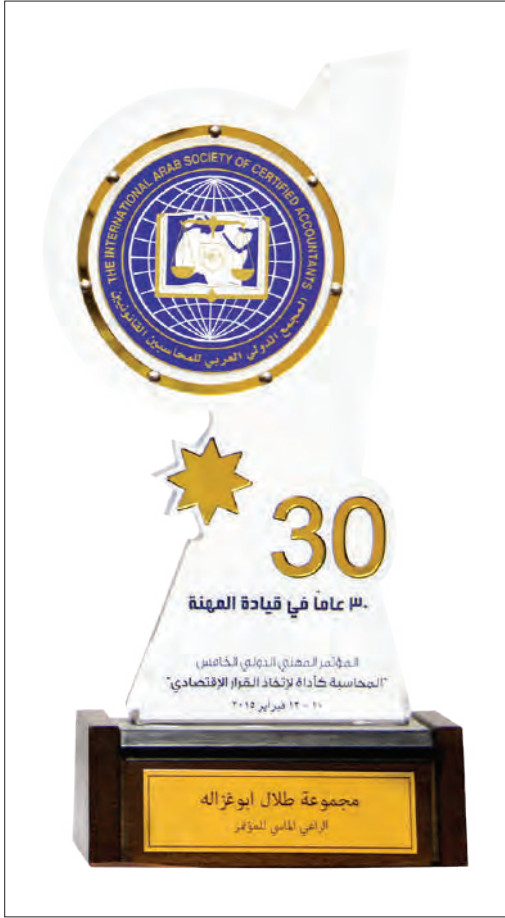 THE INTERNATIONAL ARAB SOCIETY OF CERTIFIED ACCOUNTANTS
المجمع الدولي العربي للمحاسبين القانونيين
30
٣٠ عاماً في قيادة المهنة
المؤتمر المهني الدولي الخامس
"المحاسبة كأداة لإتخاذ القرار الإقتصادي"
١٠ - ١٢ فبراير ٢٠١٥
مجموعة طلال ابوغزاله
الراعي الماسي للمؤتمر